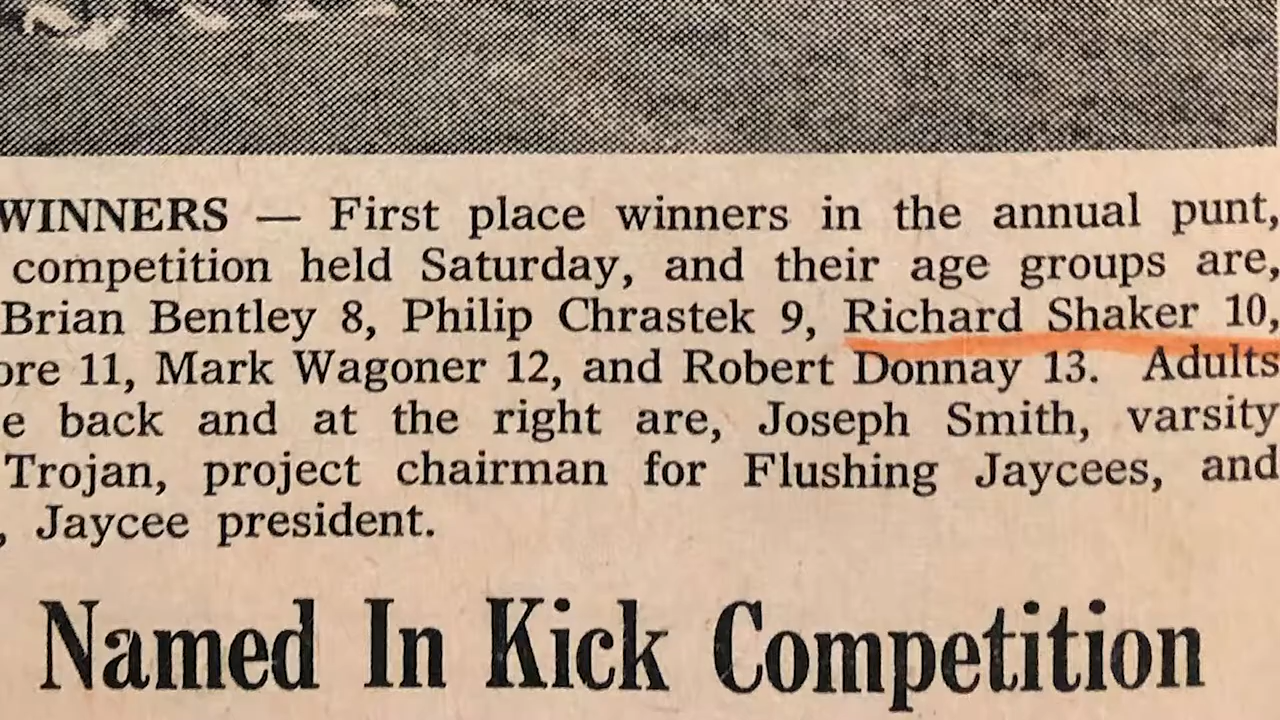 WINNERS — First place winners in the annual punt,
competition held Saturday, and their age groups are,
Brian Bentley 8, Philip Chrastek 9, Richard Shaker 10,
ore 11, Mark Wagoner 12, and Robert Donnay 13. Adults
e back and at the right are, Joseph Smith, varsity
Trojan, project chairman for Flushing Jaycees, and
, Jaycee president.
Named In Kick Competition